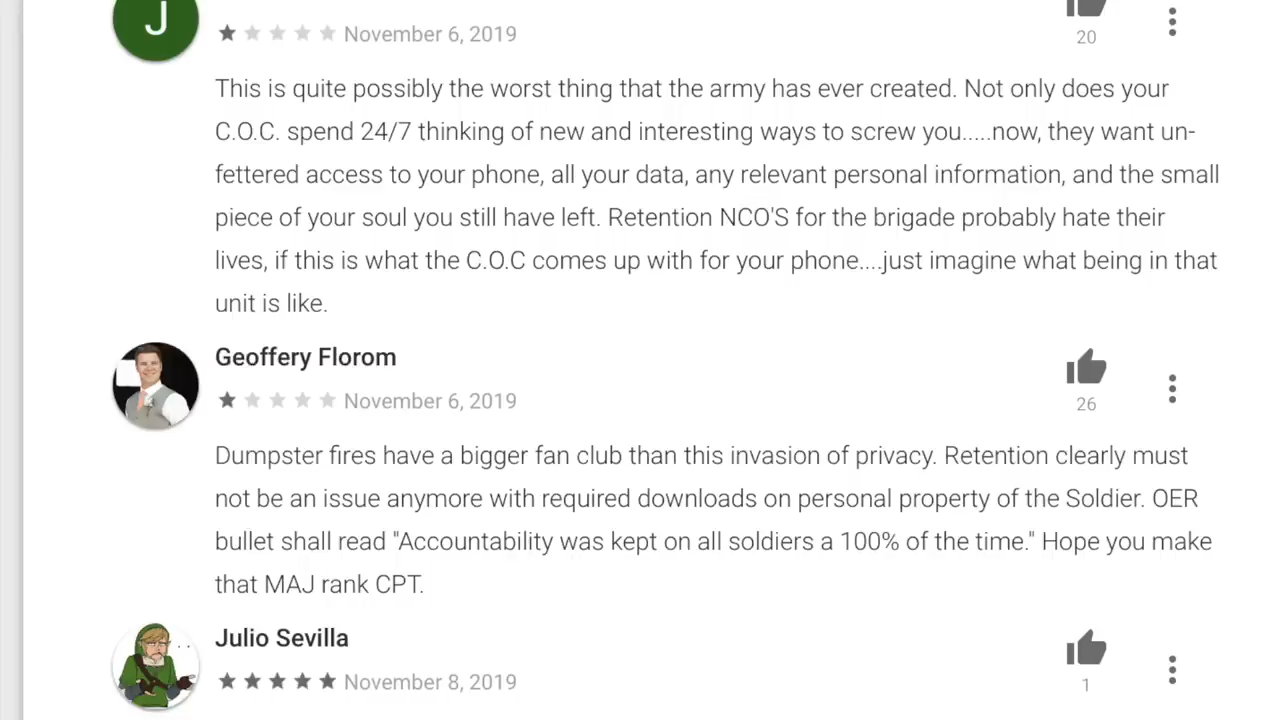 J
November 6, 2019
20
This is quite possibly the worst thing that the army has ever created. Not only does your
C.O.C. spend 24/7 thinking of new and interesting ways to screw you.....now, they want un-
fettered access to your phone, all your data, any relevant personal information, and the small
piece of your soul you still have left. Retention NCO'S for the brigade probably hate their
lives, if this is what the C.O.C comes up with for your phone....just imagine what being in that
unit is like.
Geoffery Florom
November 6, 2019
26
Dumpster fires have a bigger fan club than this invasion of privacy. Retention clearly must
not be an issue anymore with required downloads on personal property of the Soldier. OER
bullet shall read "Accountability was kept on all soldiers a 100% of the time." Hope you make
that MAJ rank CPT.
Julio Sevilla
November 8, 2019
1